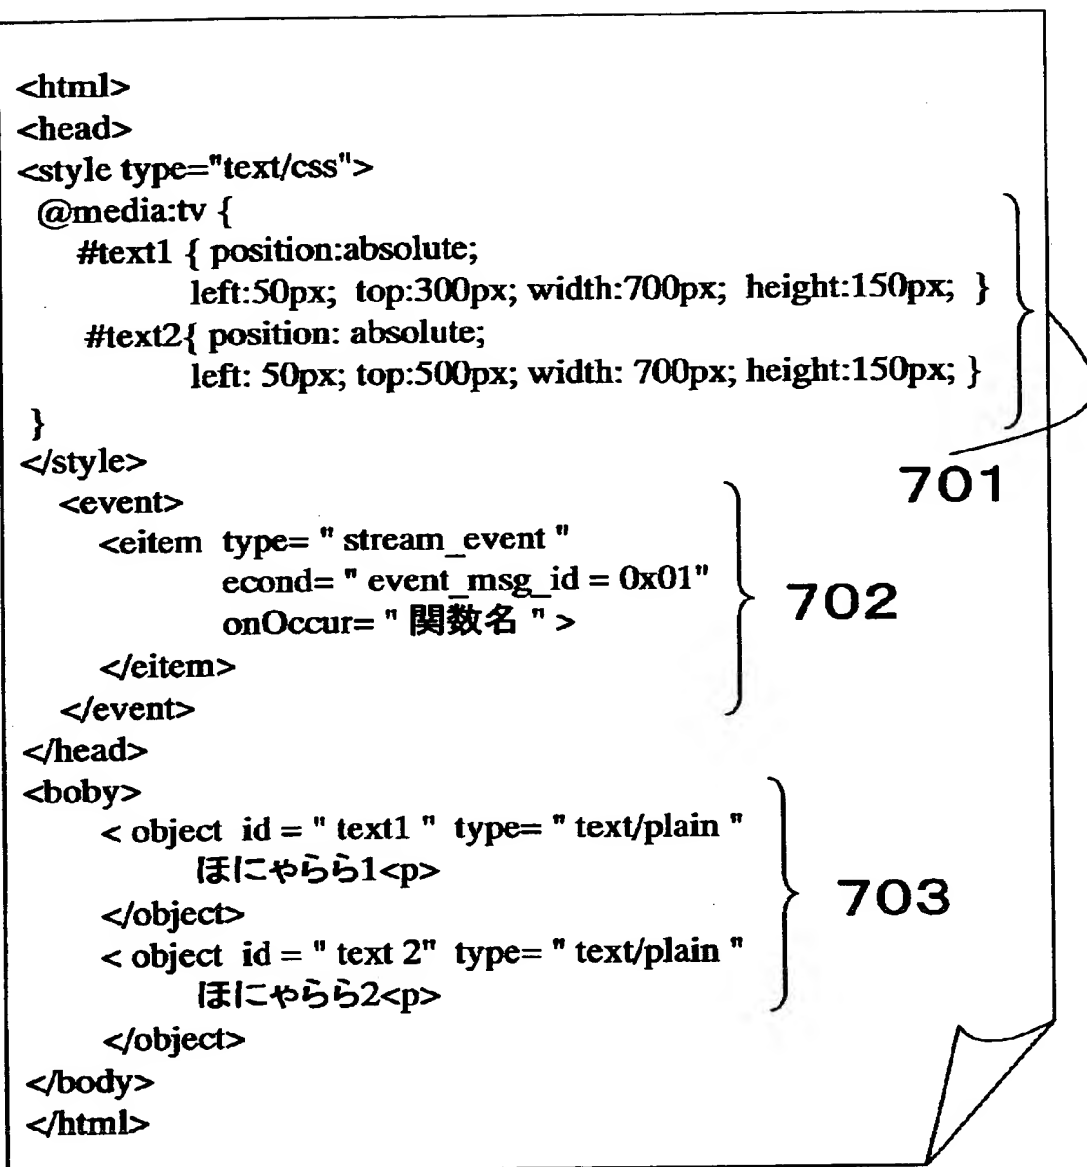 <html>
<head>
<style type="text/css">
@media:tv {
#text1 { position:absolute;
left:50px; top:300px; width:700px; height:150px; }
#text2{ position: absolute;
left: 50px; top:500px; width: 700px; height:150px; }
}
</style>
701
<event>
<eitem type= " stream_event "
econd= " event_msg_id = 0x01"
702
onOccur= " 関数名 " >
</eitem>
</event>
</head>
<boby>
< object id = " text1 " type= " text/plain "
ほにゃらら1<p>
703
</object>
< object id = " text 2" type= " text/plain "
ほにゃらら2<p>
</object>
</body>
</html>